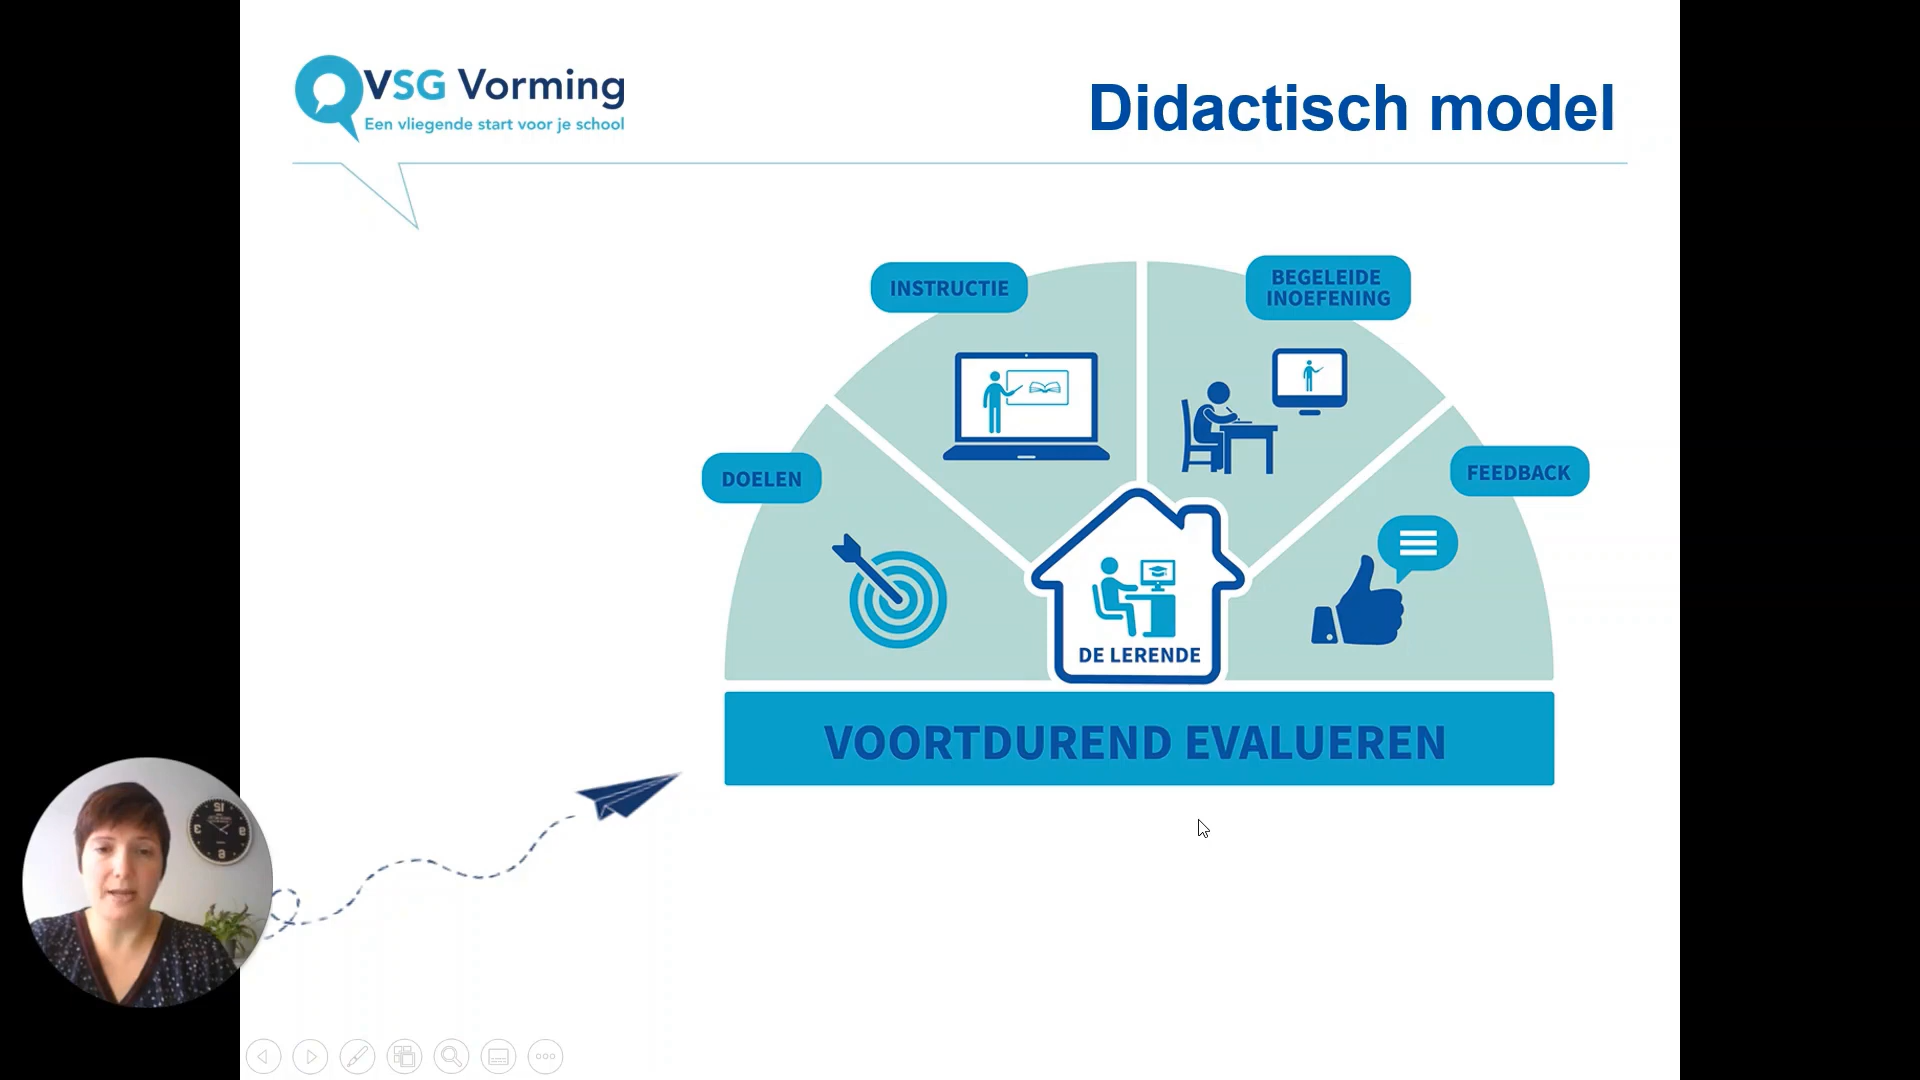 VSG Vorming
Een vliegende start voor je school
Didactisch model
INSTRUCTIE
BEGELEIDE
INOEFENING
DOELEN
FEEDBACK
DE LERENDE
VOORTDUREND EVALUEREN